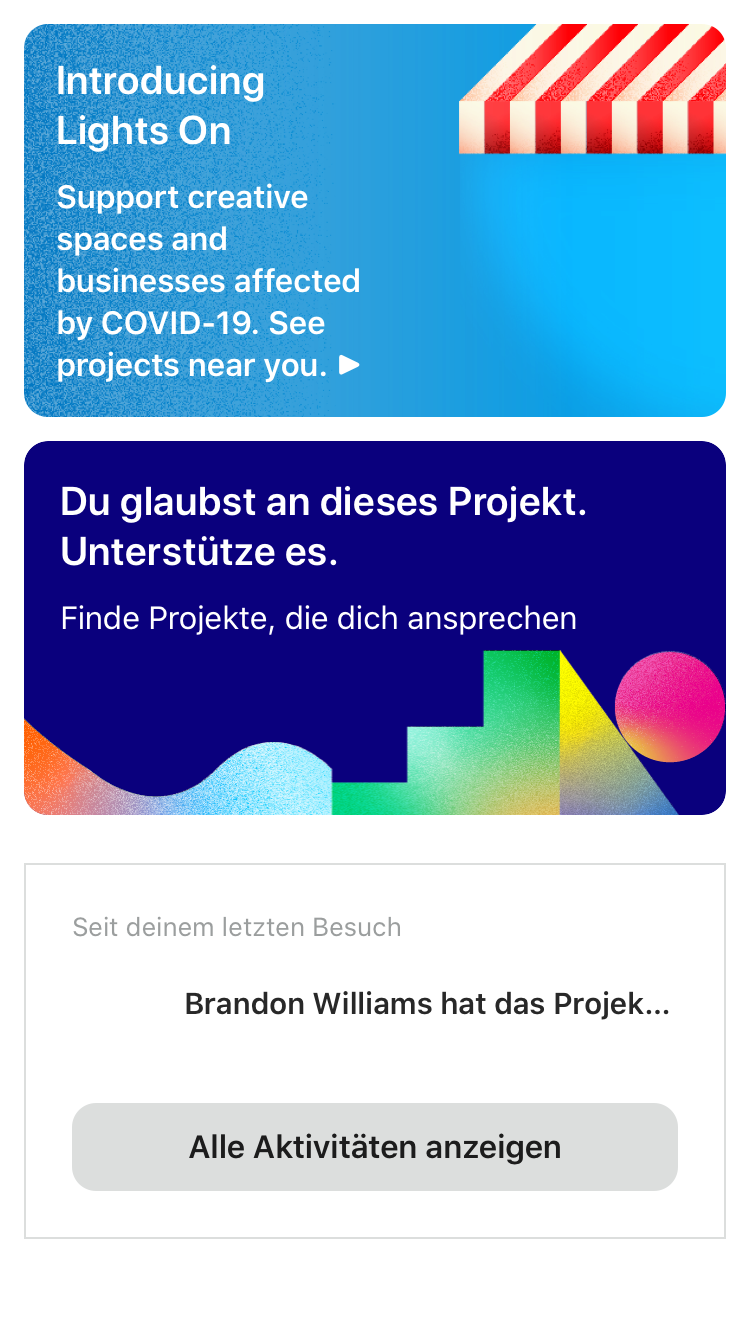 Introducing
Lights On
Support creative
spaces and
businesses affected
by COVID-19. See
projects near you. ▶
Du glaubst an dieses Projekt.
Unterstütze es.
Finde Projekte, die dich ansprechen
Seit deinem letzten Besuch
Brandon Williams hat das Projek...
Alle Aktivitäten anzeigen